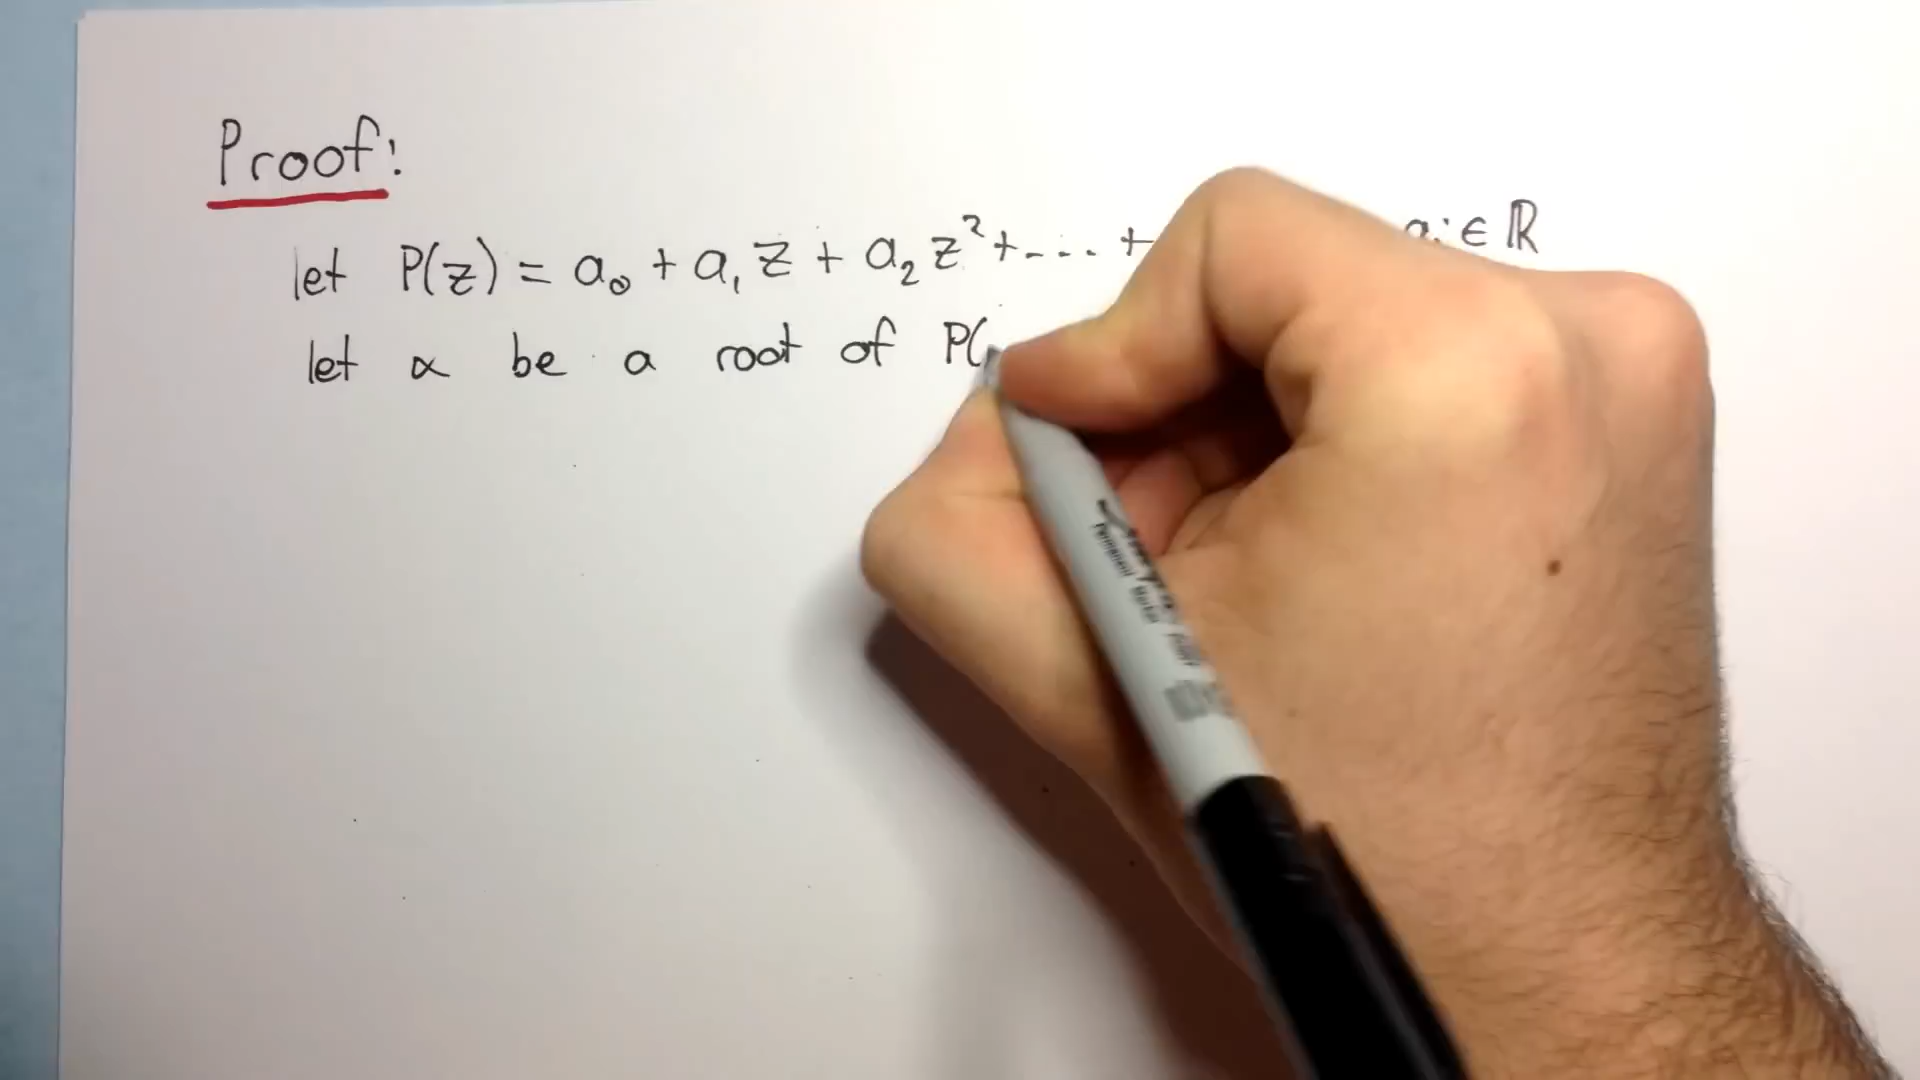 Proof:
let P(z) = a₀ + a₁z + a₂z² + ... + aᵢ ∈ ℝ
let α be a root of P(